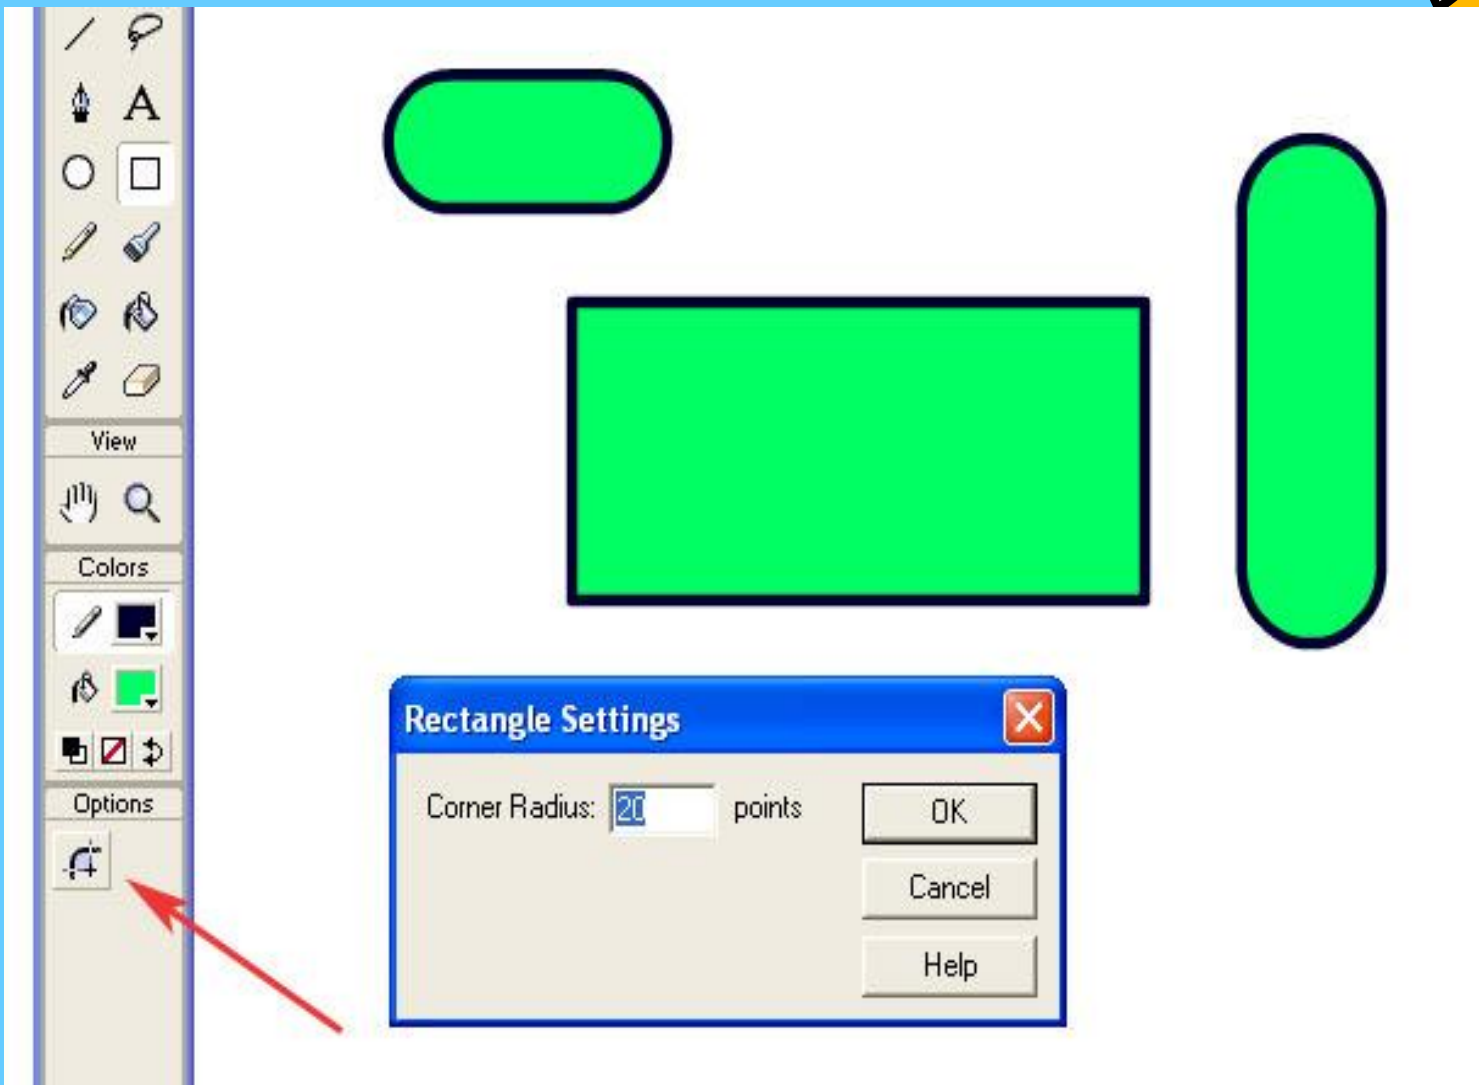 A
View
Colors
Options
Rectangle Settings
Corner Radius: 20 points
OK
Cancel
Help